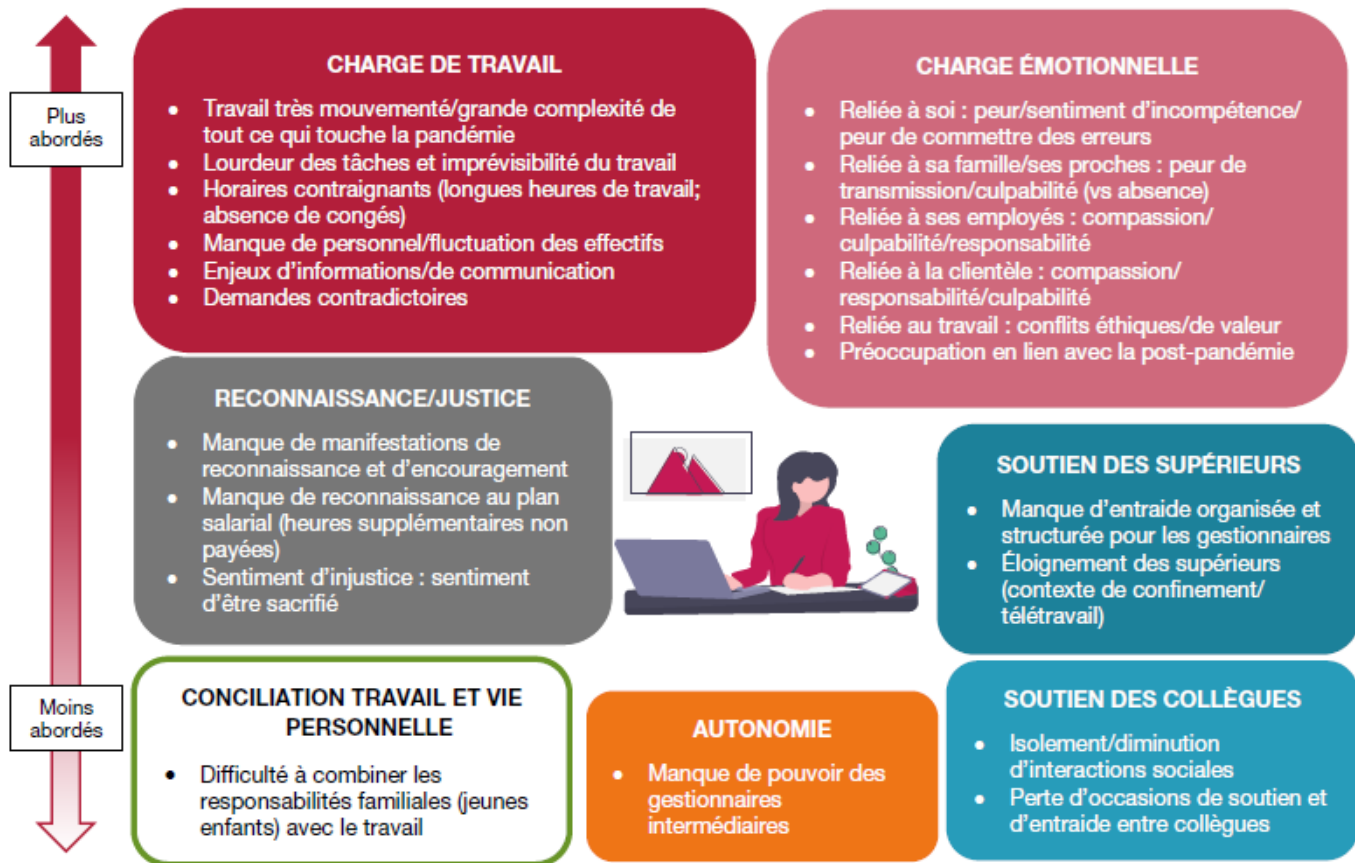 Plus
abordés
CHARGE DE TRAVAIL
• Travail très mouvementé/grande complexité de
tout ce qui touche la pandémie
• Lourdeur des tâches et imprévisibilité du travail
• Horaires contraignants (longues heures de travail;
absence de congés)
• Manque de personnel/fluctuation des effectifs
• Enjeux d'informations/de communication
• Demandes contradictoires
CHARGE ÉMOTIONNELLE
• Reliée à soi : peur/sentiment d'incompétence/
peur de commettre des erreurs
• Reliée à sa famille/ses proches : peur de
transmission/culpabilité (vs absence)
• Reliée à ses employés : compassion/
culpabilité/responsabilité
• Reliée à la clientèle : compassion/
responsabilité/culpabilité
• Reliée au travail : conflits éthiques/de valeur
• Préoccupation en lien avec la post-pandémie
RECONNAISSANCE/JUSTICE
• Manque de manifestations de
reconnaissance et d'encouragement
• Manque de reconnaissance au plan
salarial (heures supplémentaires non
payées)
• Sentiment d'injustice : sentiment
d'être sacrifié
SOUTIEN DES SUPÉRIEURS
• Manque d'entraide organisée et
structurée pour les gestionnaires
• Éloignement des supérieurs
(contexte de confinement/
télétravail)
Moins
abordés
CONCILIATION TRAVAIL ET VIE
PERSONNELLE
• Difficulté à combiner les
responsabilités familiales (jeunes
enfants) avec le travail
AUTONOMIE
• Manque de pouvoir des
gestionnaires
intermédiaires
SOUTIEN DES COLLÈGUES
• Isolement/diminution
d'interactions sociales
• Perte d'occasions de soutien et
d'entraide entre collègues